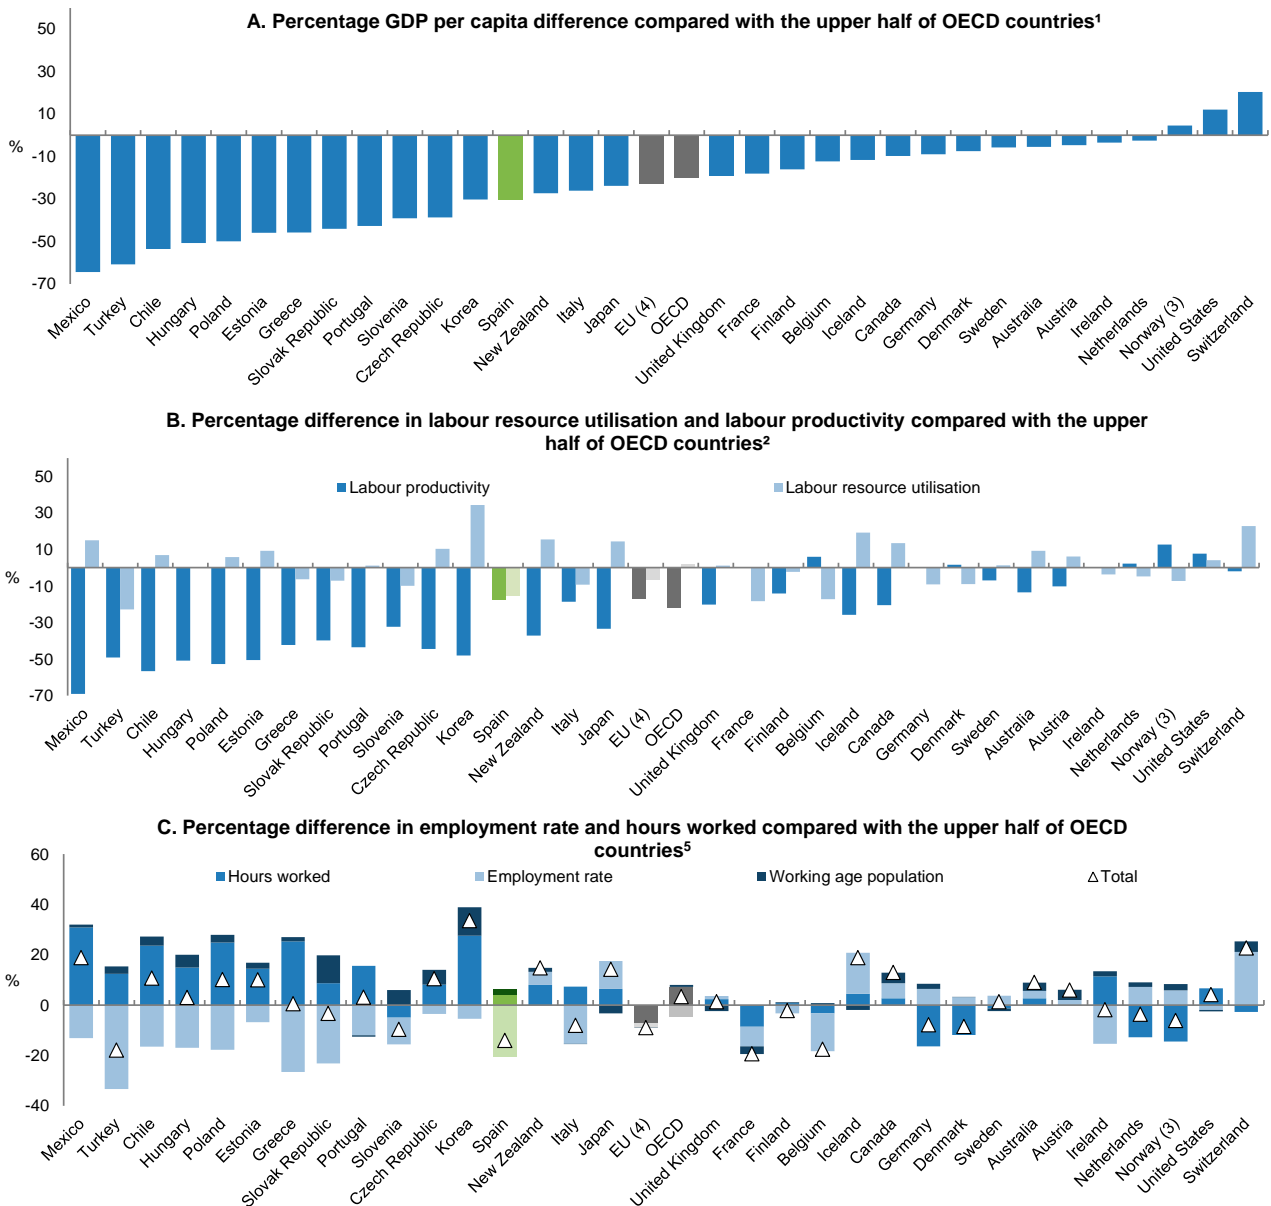 A. Percentage GDP per capita difference compared with the upper half of OECD countries¹
50
30
10
-10
-30
-50
-70
%
Mexico
Turkey
Chile
Hungary
Poland
Estonia
Greece
Slovak Republic
Portugal
Slovenia
Czech Republic
Korea
Spain
New Zealand
Italy
Japan
EU (4)
OECD
United Kingdom
France
Finland
Belgium
Iceland
Canada
Germany
Denmark
Sweden
Australia
Austria
Ireland
Netherlands
Norway (3)
United States
Switzerland
B. Percentage difference in labour resource utilisation and labour productivity compared with the upper
half of OECD countries²
50
30
10
-10
-30
-50
-70
%
Labour productivity
Labour resource utilisation
Mexico
Turkey
Chile
Hungary
Poland
Estonia
Greece
Slovak Republic
Portugal
Slovenia
Czech Republic
Korea
Spain
New Zealand
Italy
Japan
EU (4)
OECD
United Kingdom
France
Finland
Belgium
Iceland
Canada
Germany
Denmark
Sweden
Australia
Austria
Ireland
Netherlands
Norway (3)
United States
Switzerland
C. Percentage difference in employment rate and hours worked compared with the upper half of OECD
countries⁵
60
40
20
0
-20
-40
%
Hours worked
Employment rate
Working age population
Total
Mexico
Turkey
Chile
Hungary
Poland
Estonia
Greece
Slovak Republic
Portugal
Slovenia
Czech Republic
Korea
Spain
New Zealand
Italy
Japan
EU (4)
OECD
United Kingdom
France
Finland
Belgium
Iceland
Canada
Germany
Denmark
Sweden
Australia
Austria
Ireland
Netherlands
Norway (3)
United States
Switzerland